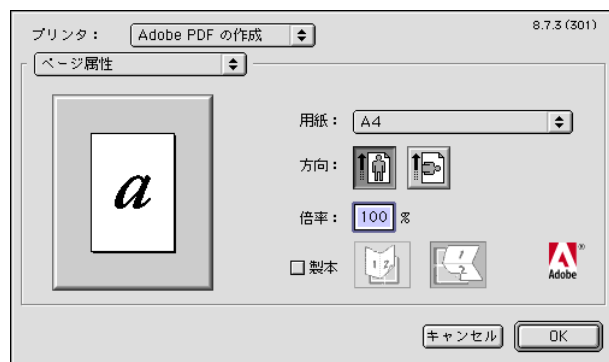 プリンタ： Adobe PDF の作成 8.7.3 (301)
ページ属性
用紙： A4
a
方向：
倍率： 100 %
製本 1 2 1 2
Adobe
キャンセル OK